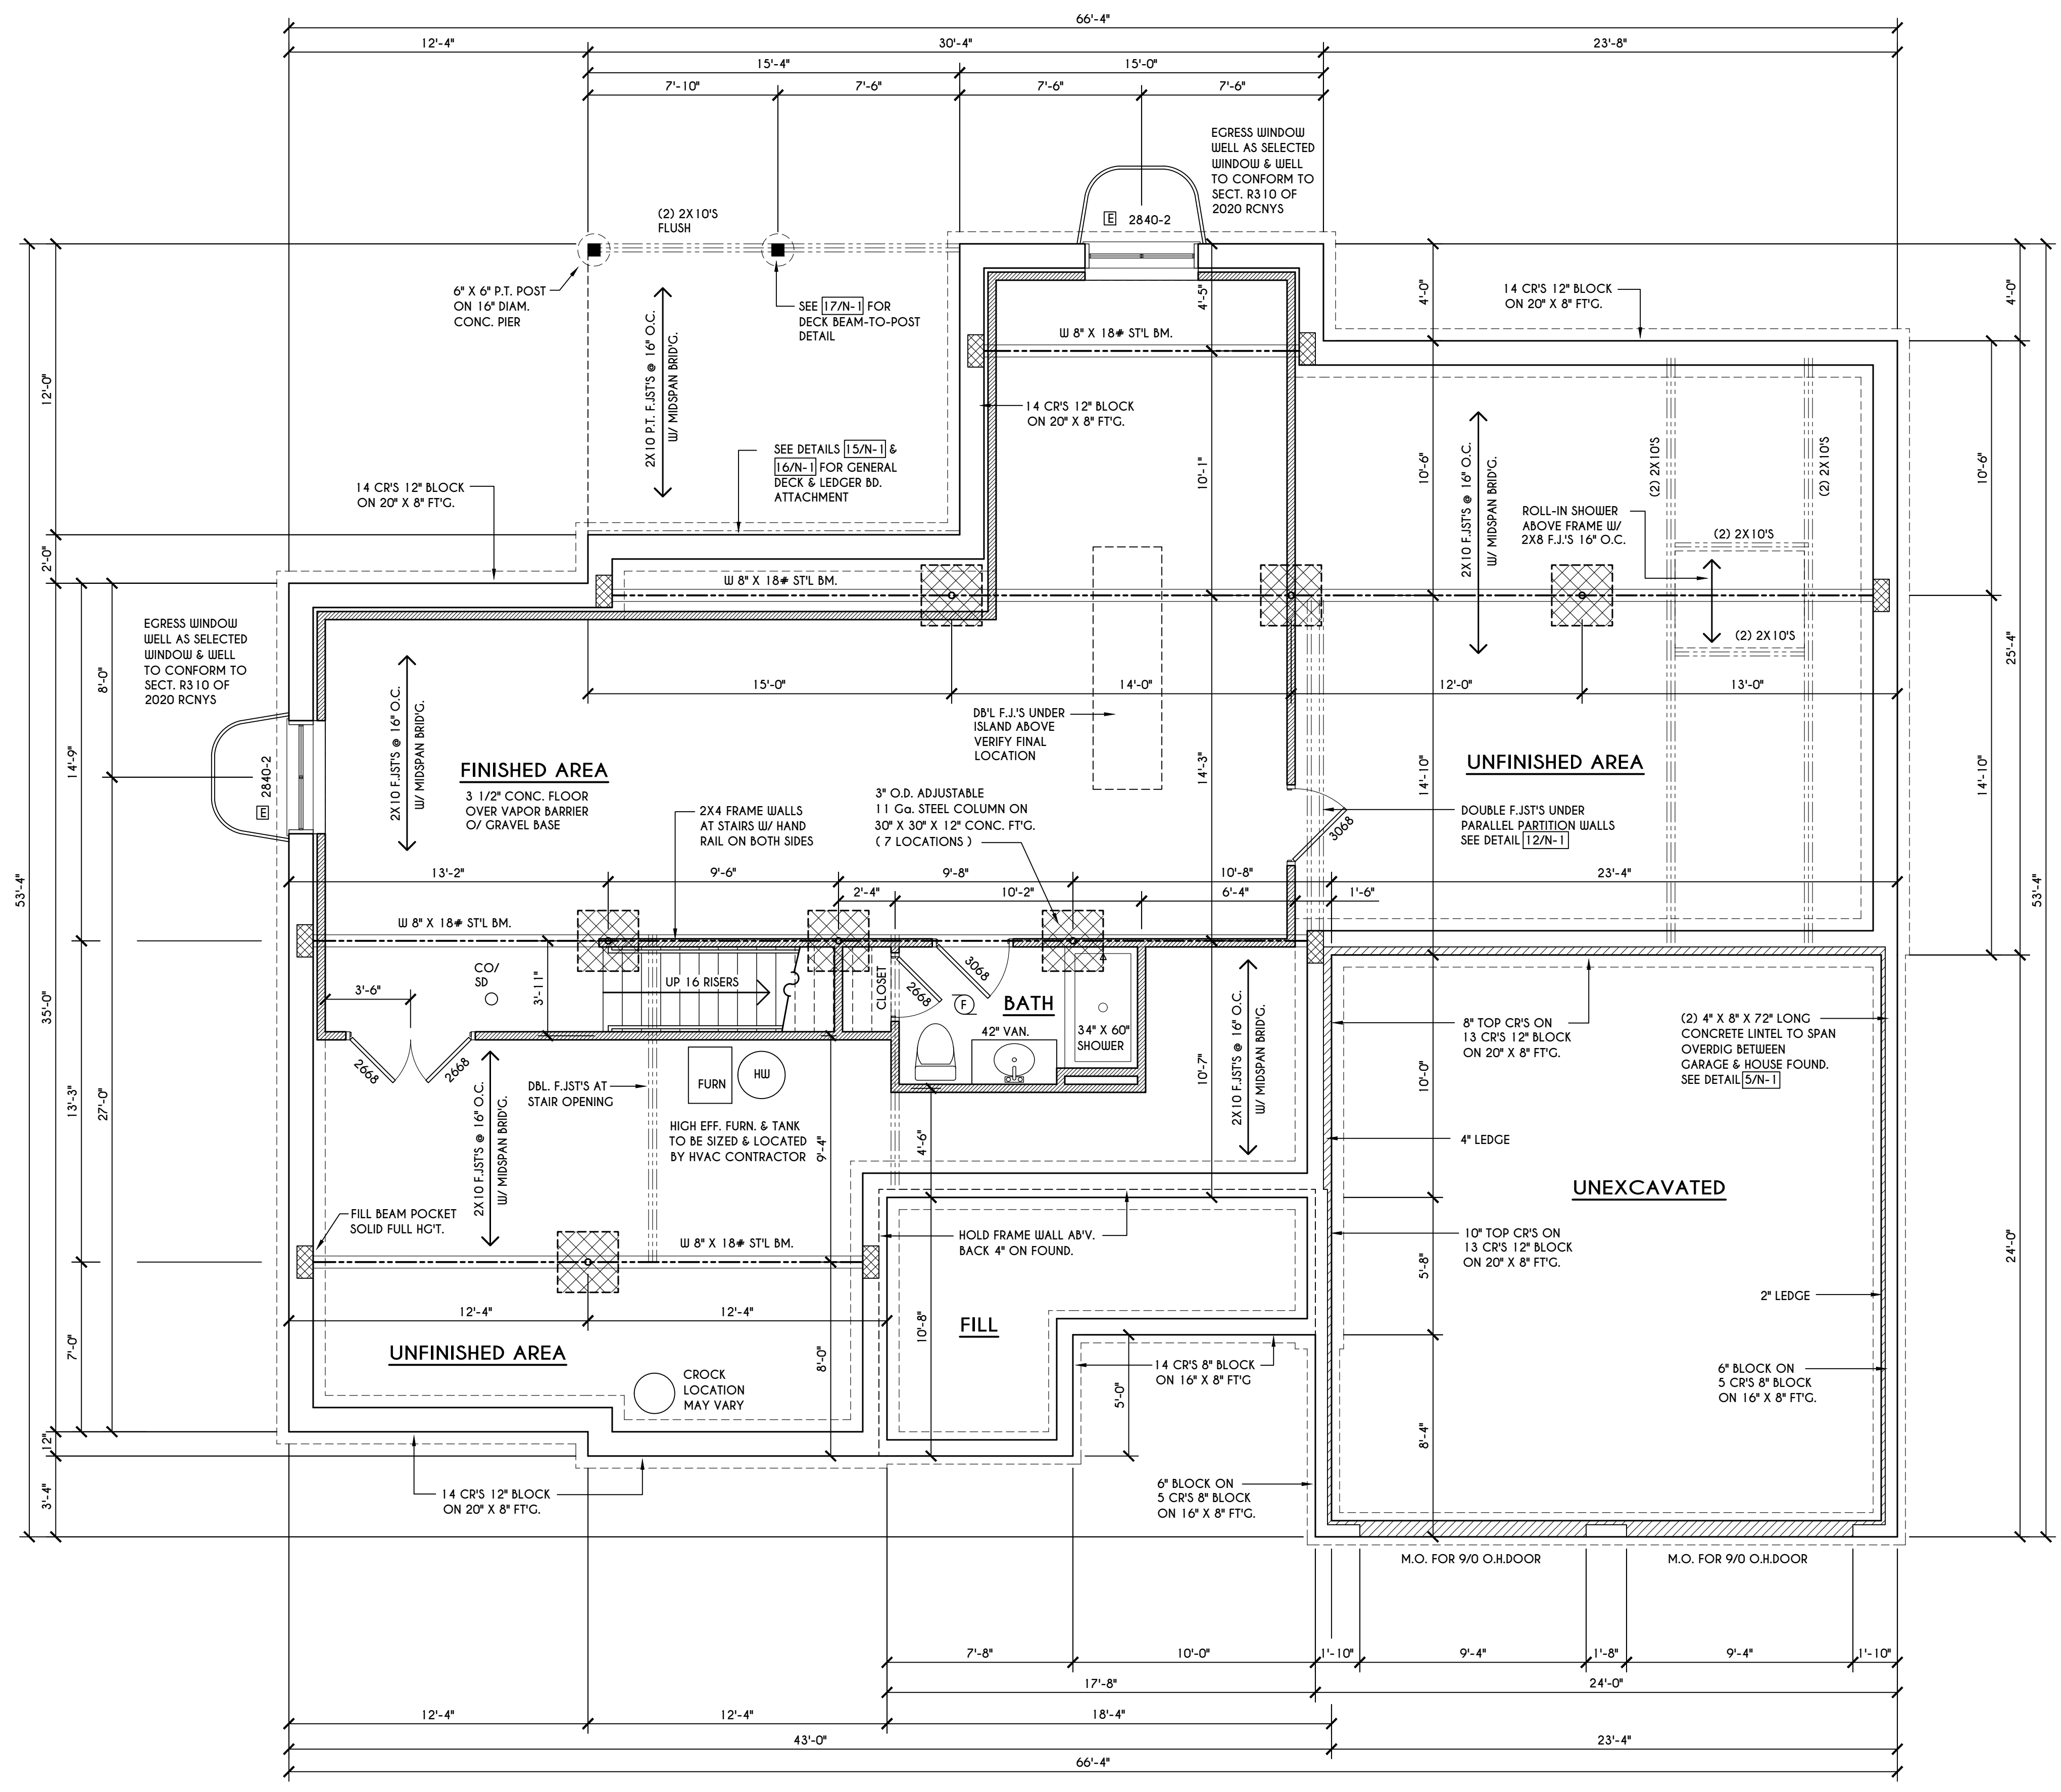 66'-4"
12'-4"
30'-4"
23'-8"
15'-4"
15'-0"
7'-10"
7'-6"
7'-6"
7'-6"
EGRESS WINDOW
WELL AS SELECTED
WINDOW & WELL
TO CONFORM TO
SECT. R310 OF
2020 RCNYS
E 2840-2
(2) 2X10'S
FLUSH
6" X 6" P.T. POST
ON 16" DIAM.
CONC. PIER
SEE 17/N-1 FOR
DECK BEAM-TO-POST
DETAIL
2X10 P.T. F.JST'S @ 16" O.C.
W/ MIDSPAN BRID'G.
4'-5"
4'-0"
4'-0"
14 CR'S 12" BLOCK
ON 20" X 8" FT'G.
W 8" X 18# ST'L BM.
12'-0"
14 CR'S 12" BLOCK
ON 20" X 8" FT'G.
SEE DETAILS 15/N-1 &
16/N-1 FOR GENERAL
DECK & LEDGER BD.
ATTACHMENT
14 CR'S 12" BLOCK
ON 20" X 8" FT'G.
10'-1"
10'-6"
2X10 F.JST'S @ 16" O.C.
W/ MIDSPAN BRID'G.
(2) 2X10'S
(2) 2X10'S
10'-6"
ROLL-IN SHOWER
ABOVE FRAME W/
2X8 F.J.'S 16" O.C.
(2) 2X10'S
(2) 2X10'S
2'-0"
W 8" X 18# ST'L BM.
EGRESS WINDOW
WELL AS SELECTED
WINDOW & WELL
TO CONFORM TO
SECT. R310 OF
2020 RCNYS
8'-0"
25'-4"
15'-0"
14'-0"
12'-0"
13'-0"
2X10 F.JST'S @ 16" O.C.
W/ MIDSPAN BRID'G.
DB'L F.J.'S UNDER
ISLAND ABOVE
VERIFY FINAL
LOCATION
14'-9"
E 2840-2
FINISHED AREA
3 1/2" CONC. FLOOR
OVER VAPOR BARRIER
O/ GRAVEL BASE
14'-3"
14'-10"
UNFINISHED AREA
14'-10"
2X4 FRAME WALLS
AT STAIRS W/ HAND
RAIL ON BOTH SIDES
3" O.D. ADJUSTABLE
11 Ga. STEEL COLUMN ON
30" X 30" X 12" CONC. FT'G.
( 7 LOCATIONS )
3068
DOUBLE F.JST'S UNDER
PARALLEL PARTITION WALLS
SEE DETAIL 12/N-1
53'-4"
53'-4"
13'-2"
9'-6"
9'-8"
10'-8"
23'-4"
2'-4"
10'-2"
6'-4"
1'-6"
W 8" X 18# ST'L BM.
CO/
SD
3'-6"
3'-11"
UP 16 RISERS
CLOSET
2668
3068
F
BATH
42" VAN.
34" X 60"
SHOWER
2X10 F.JST'S @ 16" O.C.
W/ MIDSPAN BRID'G.
8" TOP CR'S ON
13 CR'S 12" BLOCK
ON 20" X 8" FT'G.
(2) 4" X 8" X 72" LONG
CONCRETE LINTEL TO SPAN
OVERDIG BETWEEN
GARAGE & HOUSE FOUND.
SEE DETAIL 5/N-1
35'-0"
2668
2668
DBL. F.JST'S AT
STAIR OPENING
FURN
HW
10'-7"
10'-0"
13'-3"
27'-0"
2X10 F.JST'S @ 16" O.C.
W/ MIDSPAN BRID'G.
HIGH EFF. FURN. & TANK
TO BE SIZED & LOCATED
BY HVAC CONTRACTOR
9'-4"
4'-6"
4" LEDGE
UNEXCAVATED
FILL BEAM POCKET
SOLID FULL HG'T.
W 8" X 18# ST'L BM.
HOLD FRAME WALL AB'V.
BACK 4" ON FOUND.
10" TOP CR'S ON
13 CR'S 12" BLOCK
ON 20" X 8" FT'G.
5'-8"
24'-0"
2" LEDGE
12'-4"
12'-4"
10'-8"
FILL
UNFINISHED AREA
7'-0"
8'-0"
CROCK
LOCATION
MAY VARY
14 CR'S 8" BLOCK
ON 16" X 8" FT'G
5'-0"
6" BLOCK ON
5 CR'S 8" BLOCK
ON 16" X 8" FT'G.
8'-4"
12"
3'-4"
14 CR'S 12" BLOCK
ON 20" X 8" FT'G.
6" BLOCK ON
5 CR'S 8" BLOCK
ON 16" X 8" FT'G.
M.O. FOR 9/0 O.H.DOOR
M.O. FOR 9/0 O.H.DOOR
7'-8"
10'-0"
1'-10"
9'-4"
1'-8"
9'-4"
1'-10"
17'-8"
24'-0"
12'-4"
12'-4"
18'-4"
43'-0"
23'-4"
66'-4"